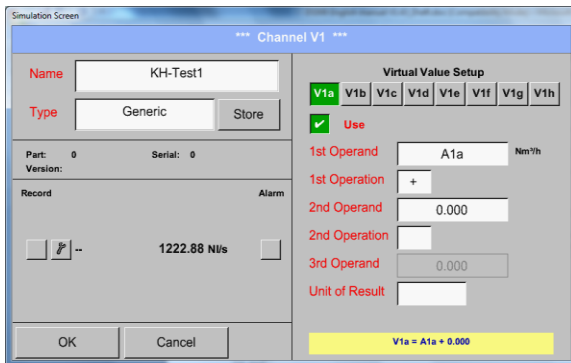 Simulation Screen
*** Channel V1 ***
Name
KH-Test1
Type
Generic
Store
Part: 0 Serial: 0
Version:
Record Alarm
-- 1222.88 Nl/s
OK Cancel
Virtual Value Setup
V1a V1b V1c V1d V1e V1f V1g V1h
Use
1st Operand A1a Nm³/h
1st Operation +
2nd Operand 0.000
2nd Operation
3rd Operand 0.000
Unit of Result
V1a = A1a + 0.000